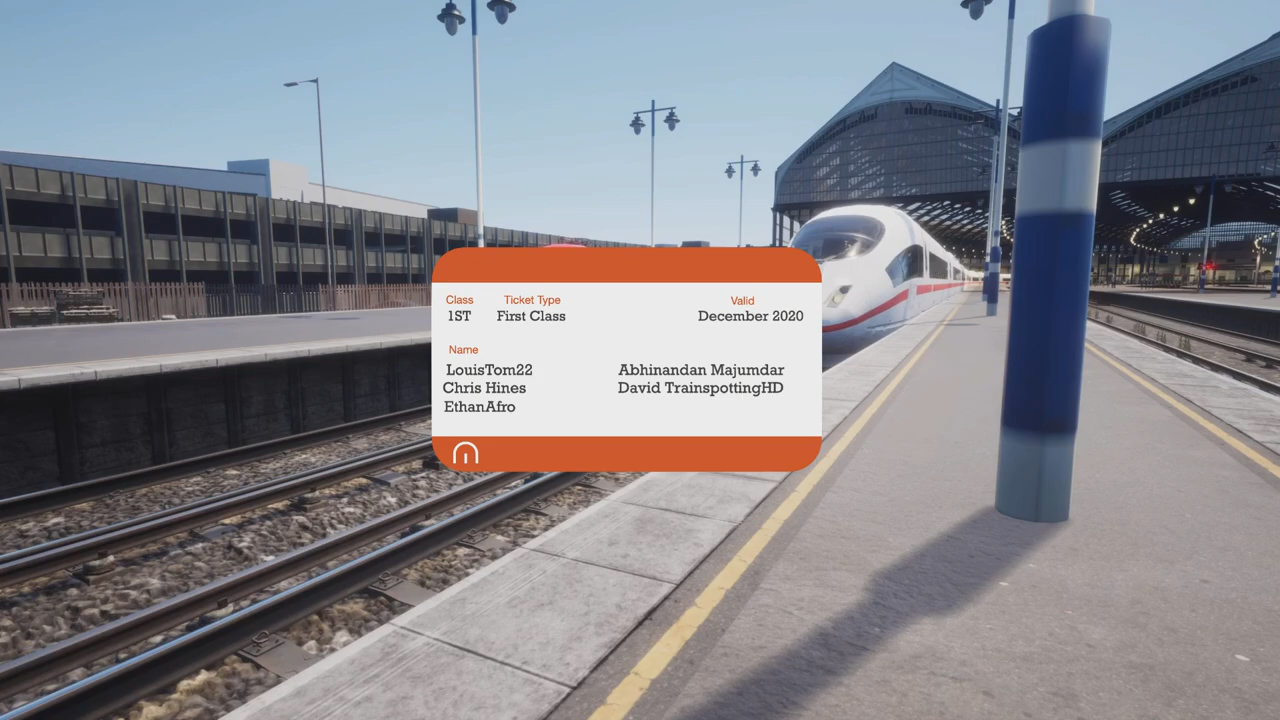 Class Ticket Type Valid
1ST First Class December 2020
Name
LouisTom22 Abhinandan Majumdar
Chris Hines David TrainspottingHD
EthanAfro